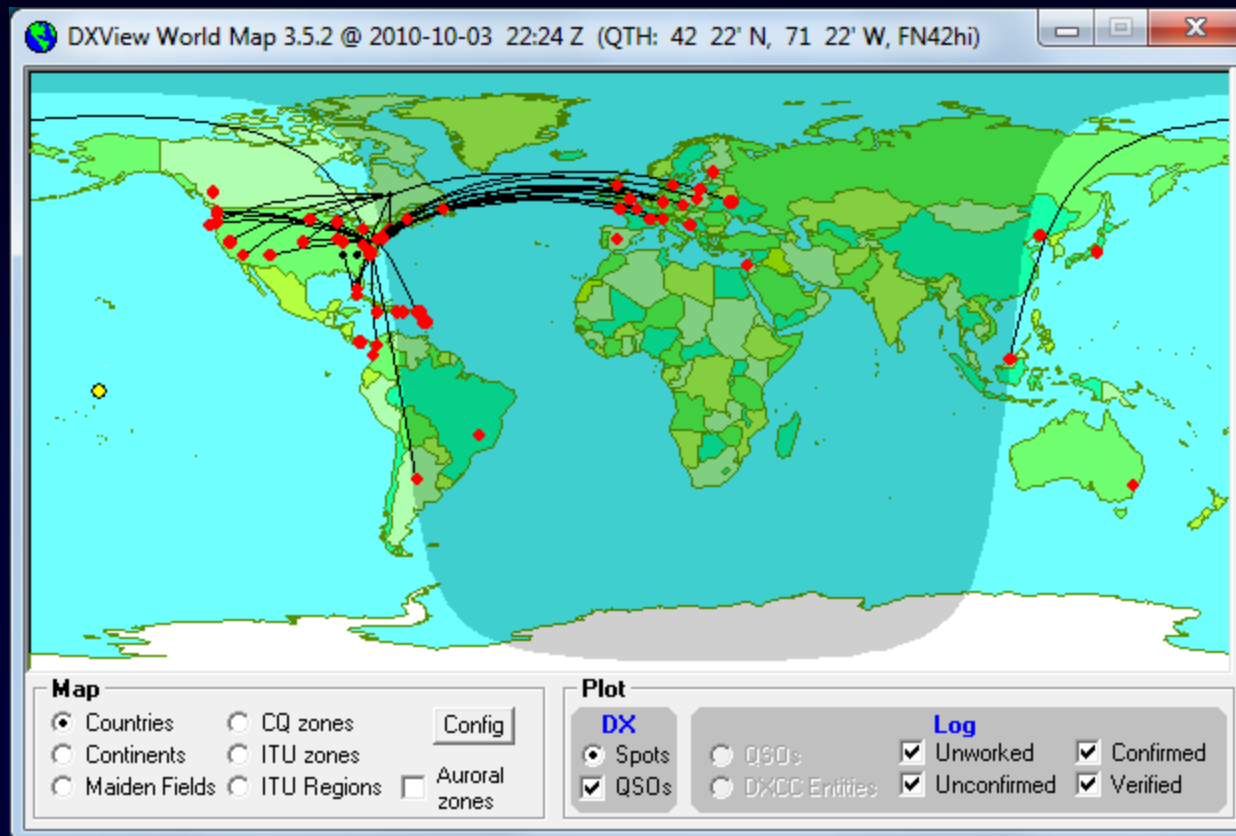 DXView World Map 3.5.2 @ 2010-10-03 22:24 Z (QTH: 42 22' N, 71 22' W, FN42hi)
Map
Countries CQ zones Config
Continents ITU zones
Maiden Fields ITU Regions Auroral zones
Plot
DX Log
Spots QSOs Unworked Confirmed
QSOs DXCC Entities Unconfirmed Verified